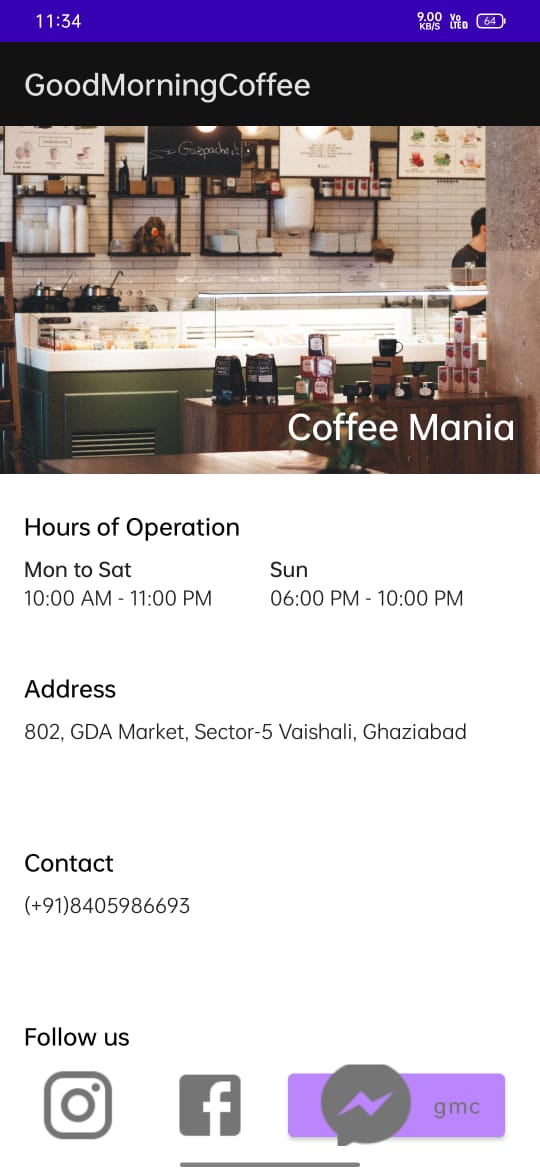 11:34
9.00
KB/S
Vo
LTE
64
GoodMorningCoffee
CHOCOLATE
Gazpacho
Coffee Mania
Hours of Operation
Mon to Sat
Sun
10:00 AM - 11:00 PM
06:00 PM - 10:00 PM
Address
802, GDA Market, Sector-5 Vaishali, Ghaziabad
Contact
(+91)8405986693
Follow us
gmc